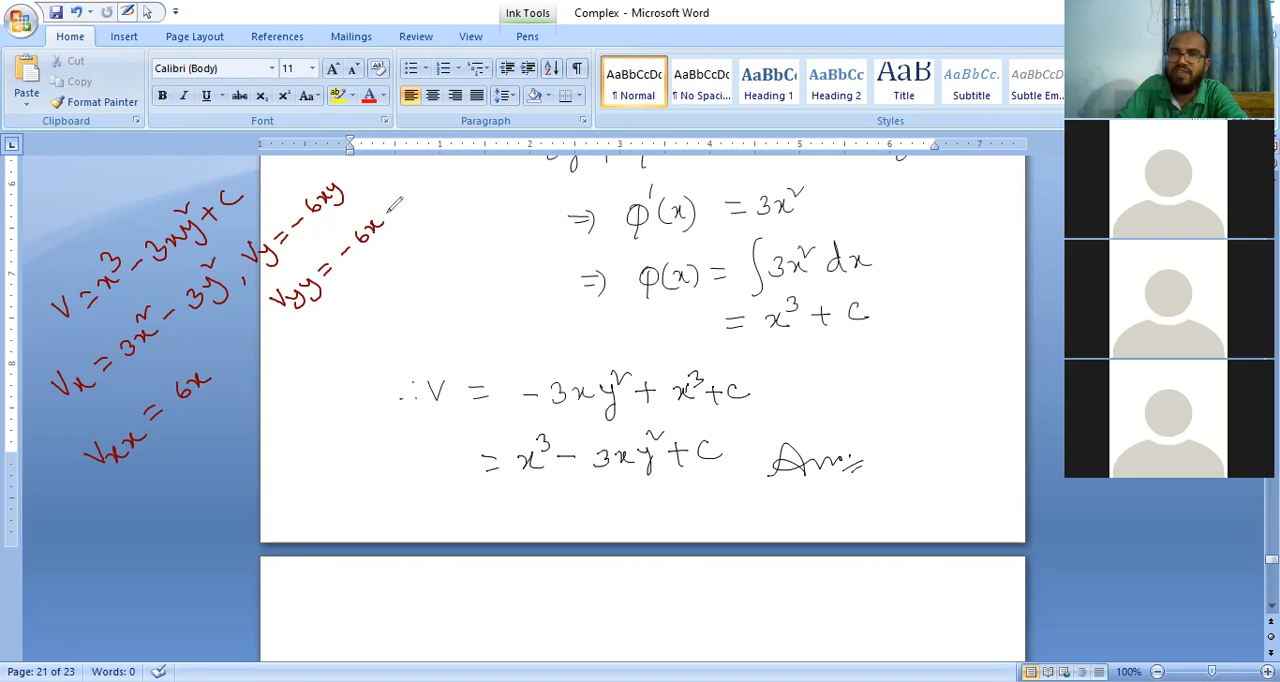 Ink Tools
Complex - Microsoft Word
Home Insert Page Layout References Mailings Review View Pens
Paste
Cut
Copy
Format Painter
Calibri (Body) 11
AaBbCcDc AaBbCcDc AaBbC AaBbCc AaB AaBbCc. AaBbCcDc
¶ Normal ¶ No Spaci... Heading 1 Heading 2 Title Subtitle Subtle Em...
Clipboard Font Paragraph Styles
⇒ φ'(x) = 3x²
⇒ φ(x) = ∫3x² dx
= x³ + c
∴ V = -3xy² + x³ + c
= x³ - 3xy² + c Ans:
V = x³ - 3xy² + c
Vx = 3x² - 3y², Vy = -6xy
Vxx = 6x
Vyy = -6x
Page: 21 of 23 Words: 0 100%